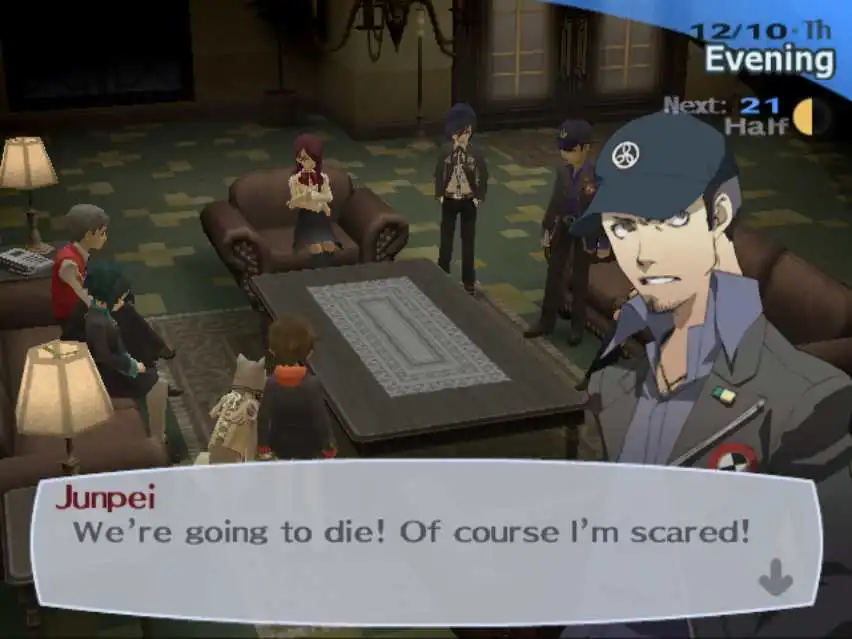 12/10・Th
Evening
Next: 21
Half
Junpei
We're going to die! Of course I'm scared!